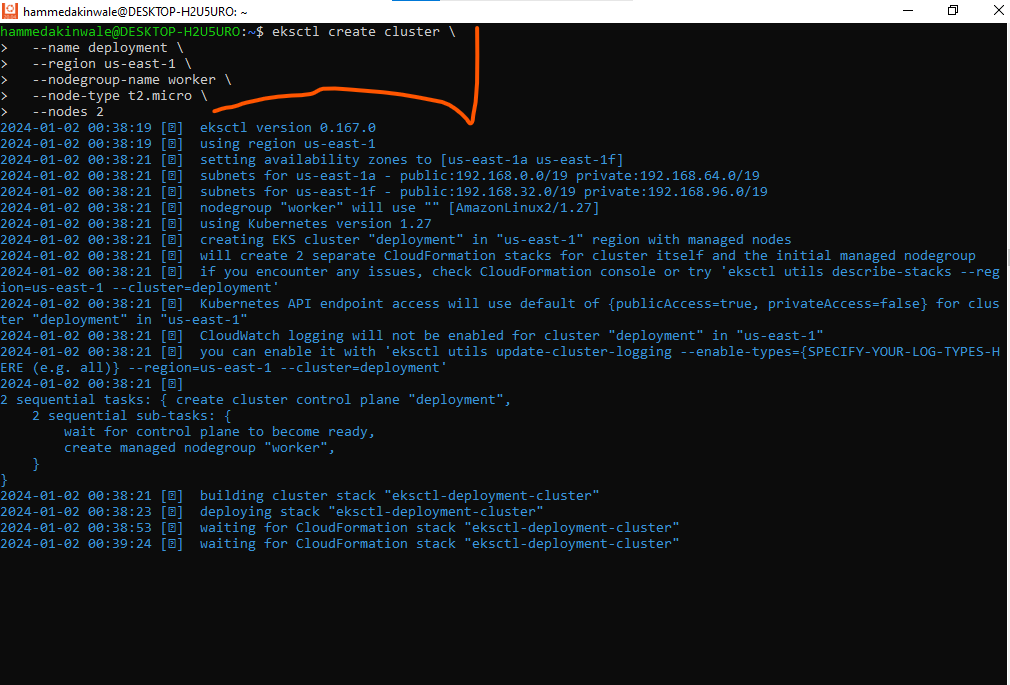 hammedakinwale@DESKTOP-H2U5URO: ~
hammedakinwale@DESKTOP-H2U5URO:~$ eksctl create cluster \
>   --name deployment \
>   --region us-east-1 \
>   --nodegroup-name worker \
>   --node-type t2.micro \
>   --nodes 2
2024-01-02 00:38:19 [ℹ]  eksctl version 0.167.0
2024-01-02 00:38:19 [ℹ]  using region us-east-1
2024-01-02 00:38:21 [ℹ]  setting availability zones to [us-east-1a us-east-1f]
2024-01-02 00:38:21 [ℹ]  subnets for us-east-1a - public:192.168.0.0/19 private:192.168.64.0/19
2024-01-02 00:38:21 [ℹ]  subnets for us-east-1f - public:192.168.32.0/19 private:192.168.96.0/19
2024-01-02 00:38:21 [ℹ]  nodegroup "worker" will use "" [AmazonLinux2/1.27]
2024-01-02 00:38:21 [ℹ]  using Kubernetes version 1.27
2024-01-02 00:38:21 [ℹ]  creating EKS cluster "deployment" in "us-east-1" region with managed nodes
2024-01-02 00:38:21 [ℹ]  will create 2 separate CloudFormation stacks for cluster itself and the initial managed nodegroup
2024-01-02 00:38:21 [ℹ]  if you encounter any issues, check CloudFormation console or try 'eksctl utils describe-stacks --reg
ion=us-east-1 --cluster=deployment'
2024-01-02 00:38:21 [ℹ]  Kubernetes API endpoint access will use default of {publicAccess=true, privateAccess=false} for clus
ter "deployment" in "us-east-1"
2024-01-02 00:38:21 [ℹ]  CloudWatch logging will not be enabled for cluster "deployment" in "us-east-1"
2024-01-02 00:38:21 [ℹ]  you can enable it with 'eksctl utils update-cluster-logging --enable-types={SPECIFY-YOUR-LOG-TYPES-H
ERE (e.g. all)} --region=us-east-1 --cluster=deployment'
2024-01-02 00:38:21 [ℹ]
2 sequential tasks: { create cluster control plane "deployment",
    2 sequential sub-tasks: {
        wait for control plane to become ready,
        create managed nodegroup "worker",
    }
}
2024-01-02 00:38:21 [ℹ]  building cluster stack "eksctl-deployment-cluster"
2024-01-02 00:38:23 [ℹ]  deploying stack "eksctl-deployment-cluster"
2024-01-02 00:38:53 [ℹ]  waiting for CloudFormation stack "eksctl-deployment-cluster"
2024-01-02 00:39:24 [ℹ]  waiting for CloudFormation stack "eksctl-deployment-cluster"